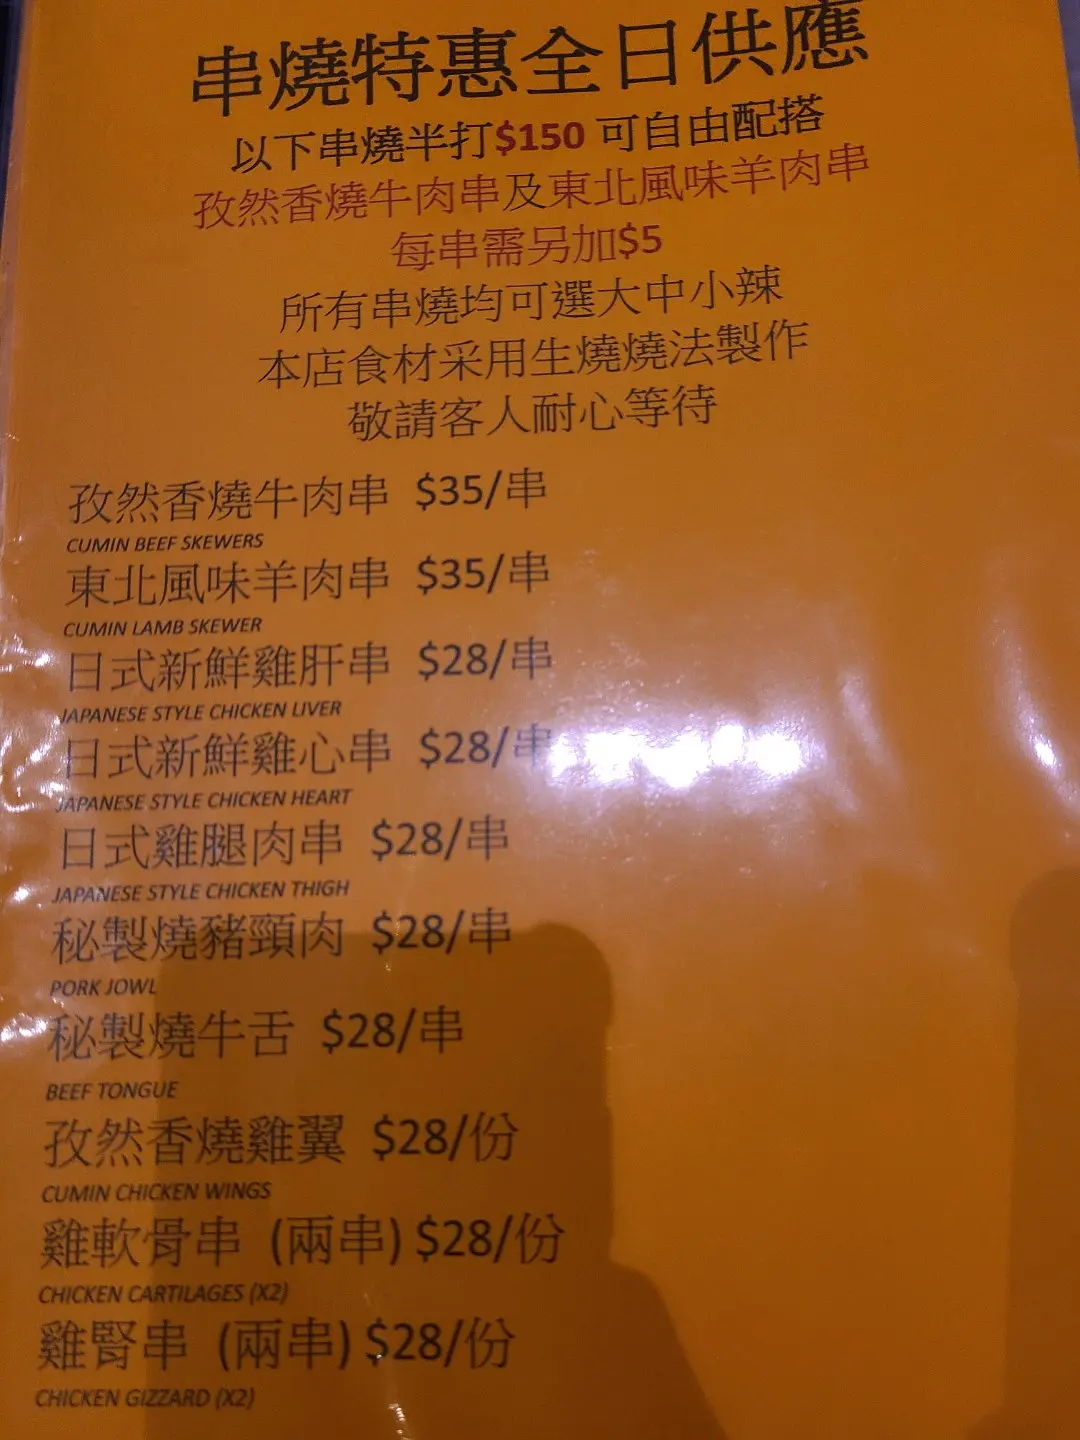 串燒特惠全日供應
以下串燒半打$150 可自由配搭
孜然香燒牛肉串及東北風味羊肉串
每串需另加$5
所有串燒均可選大中小辣
本店食材采用生燒燒法製作
敬請客人耐心等待
孜然香燒牛肉串 $35/串
CUMIN BEEF SKEWERS
東北風味羊肉串 $35/串
CUMIN LAMB SKEWER
日式新鮮雞肝串 $28/串
JAPANESE STYLE CHICKEN LIVER
日式新鮮雞心串 $28/串
JAPANESE STYLE CHICKEN HEART
日式雞腿肉串 $28/串
JAPANESE STYLE CHICKEN THIGH
秘製燒豬頸肉 $28/串
PORK JOWL
秘製燒牛舌 $28/串
BEEF TONGUE
孜然香燒雞翼 $28/份
CUMIN CHICKEN WINGS
雞軟骨串 (兩串) $28/份
CHICKEN CARTILAGES (X2)
雞腎串 (兩串) $28/份
CHICKEN GIZZARD (X2)